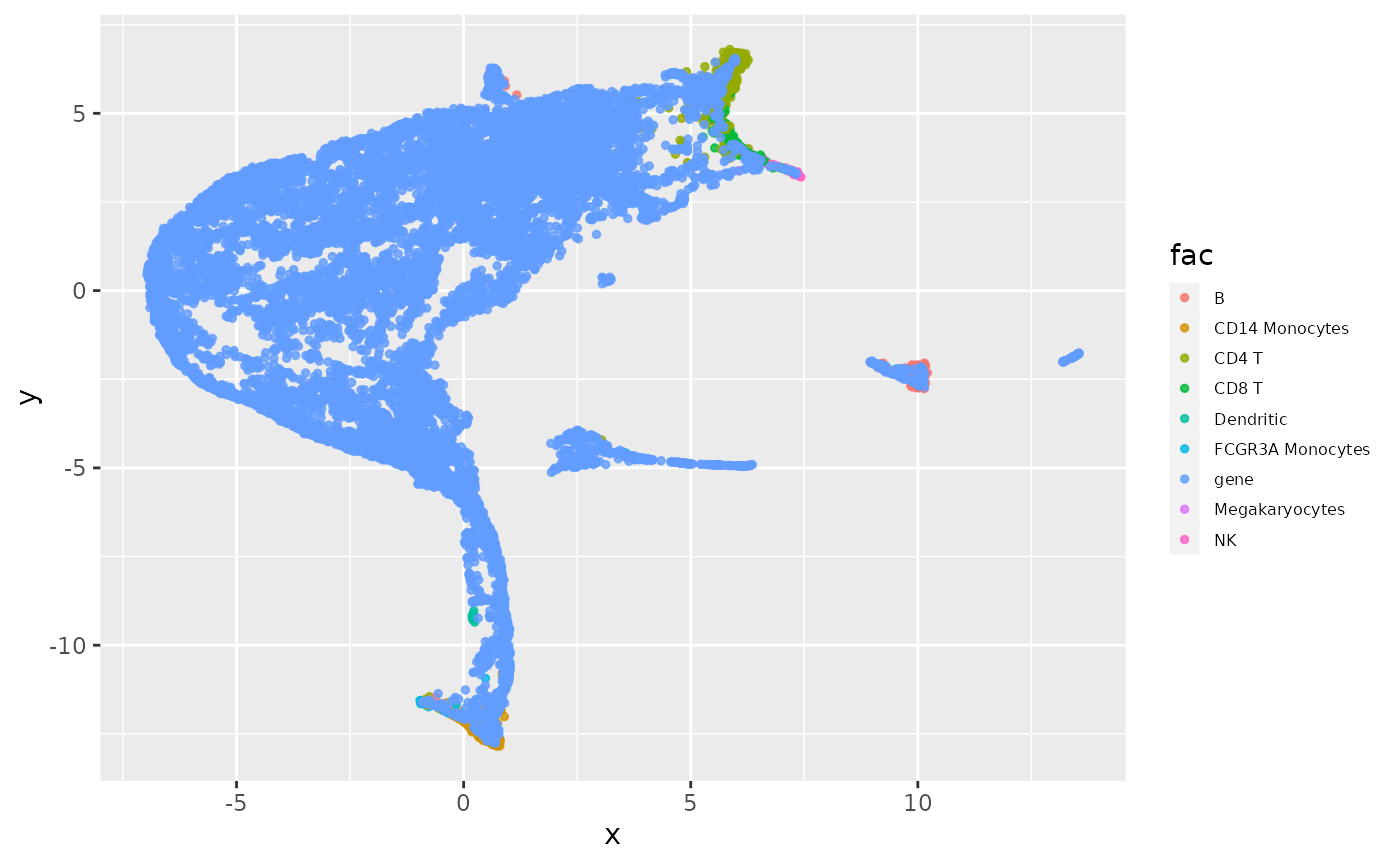 5
0
-5
-10
y
-5
0
5
10
x
fac
B
CD14 Monocytes
CD4 T
CD8 T
Dendritic
FCGR3A Monocytes
gene
Megakaryocytes
NK